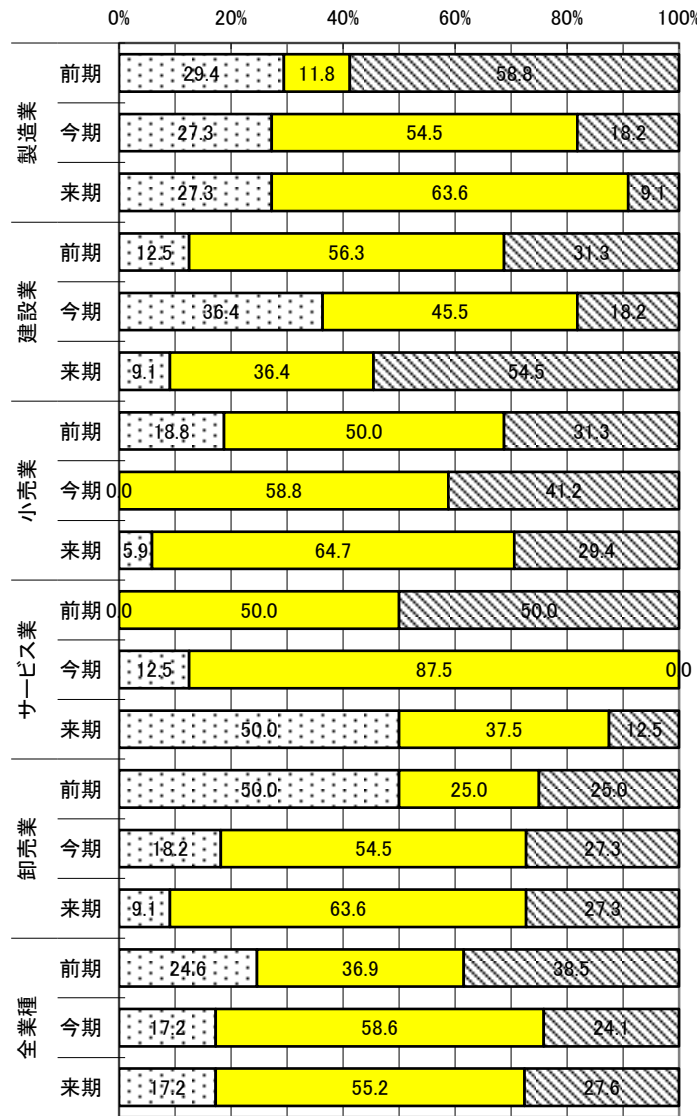 0% 20% 40% 60% 80% 100%
製造業
前期 29.4 11.8 58.8
今期 27.3 54.5 18.2
来期 27.3 63.6 9.1
建設業
前期 12.5 56.3 31.3
今期 36.4 45.5 18.2
来期 9.1 36.4 54.5
小売業
前期 18.8 50.0 31.3
今期 0.0 58.8 41.2
来期 5.9 64.7 29.4
サービス業
前期 0.0 50.0 50.0
今期 12.5 87.5 0.0
来期 50.0 37.5 12.5
卸売業
前期 50.0 25.0 25.0
今期 18.2 54.5 27.3
来期 9.1 63.6 27.3
全業種
前期 24.6 36.9 38.5
今期 17.2 58.6 24.1
来期 17.2 55.2 27.6